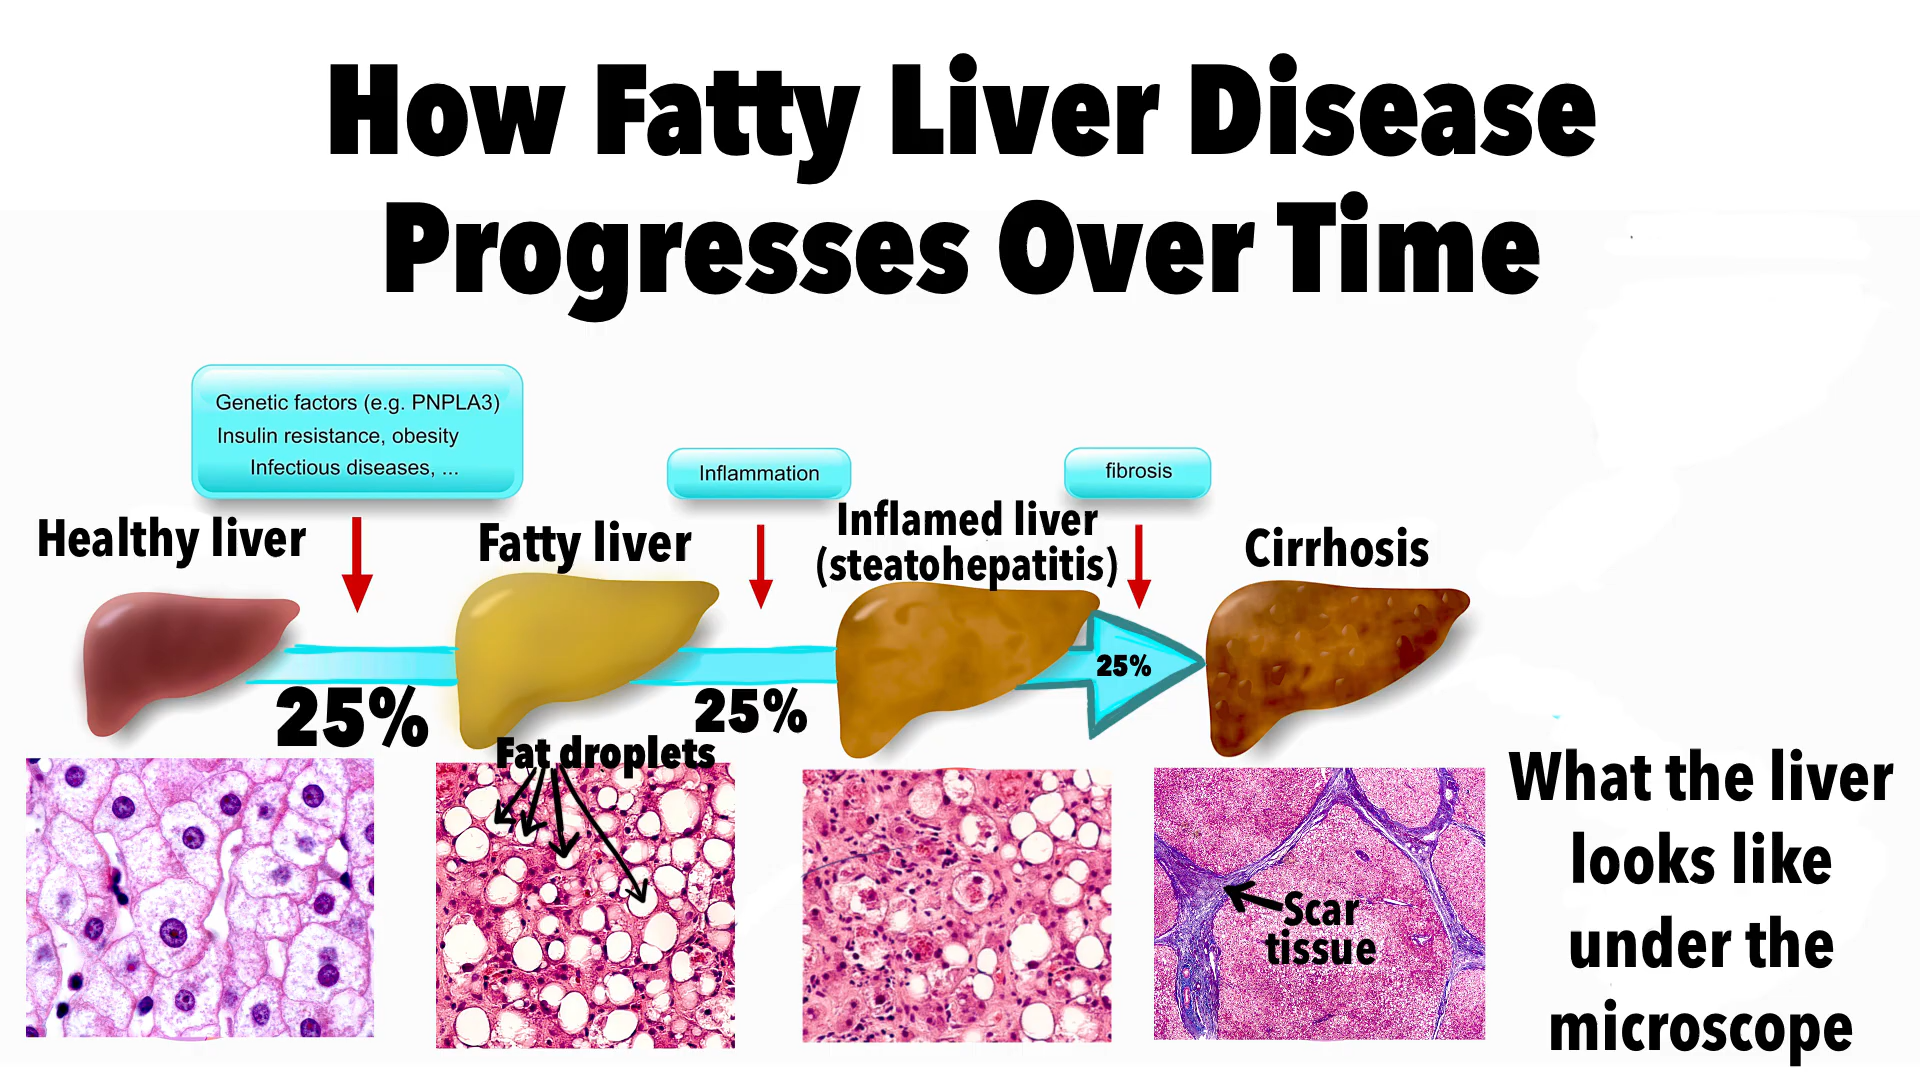 How Fatty Liver Disease
Progresses Over Time
Genetic factors (e.g. PNPLA3)
Insulin resistance, obesity
Infectious diseases, ...
Inflammation
fibrosis
Healthy liver
Fatty liver
Inflamed liver
(steatohepatitis)
Cirrhosis
25%
25%
25%
Fat droplets
Scar
tissue
What the liver
looks like
under the
microscope